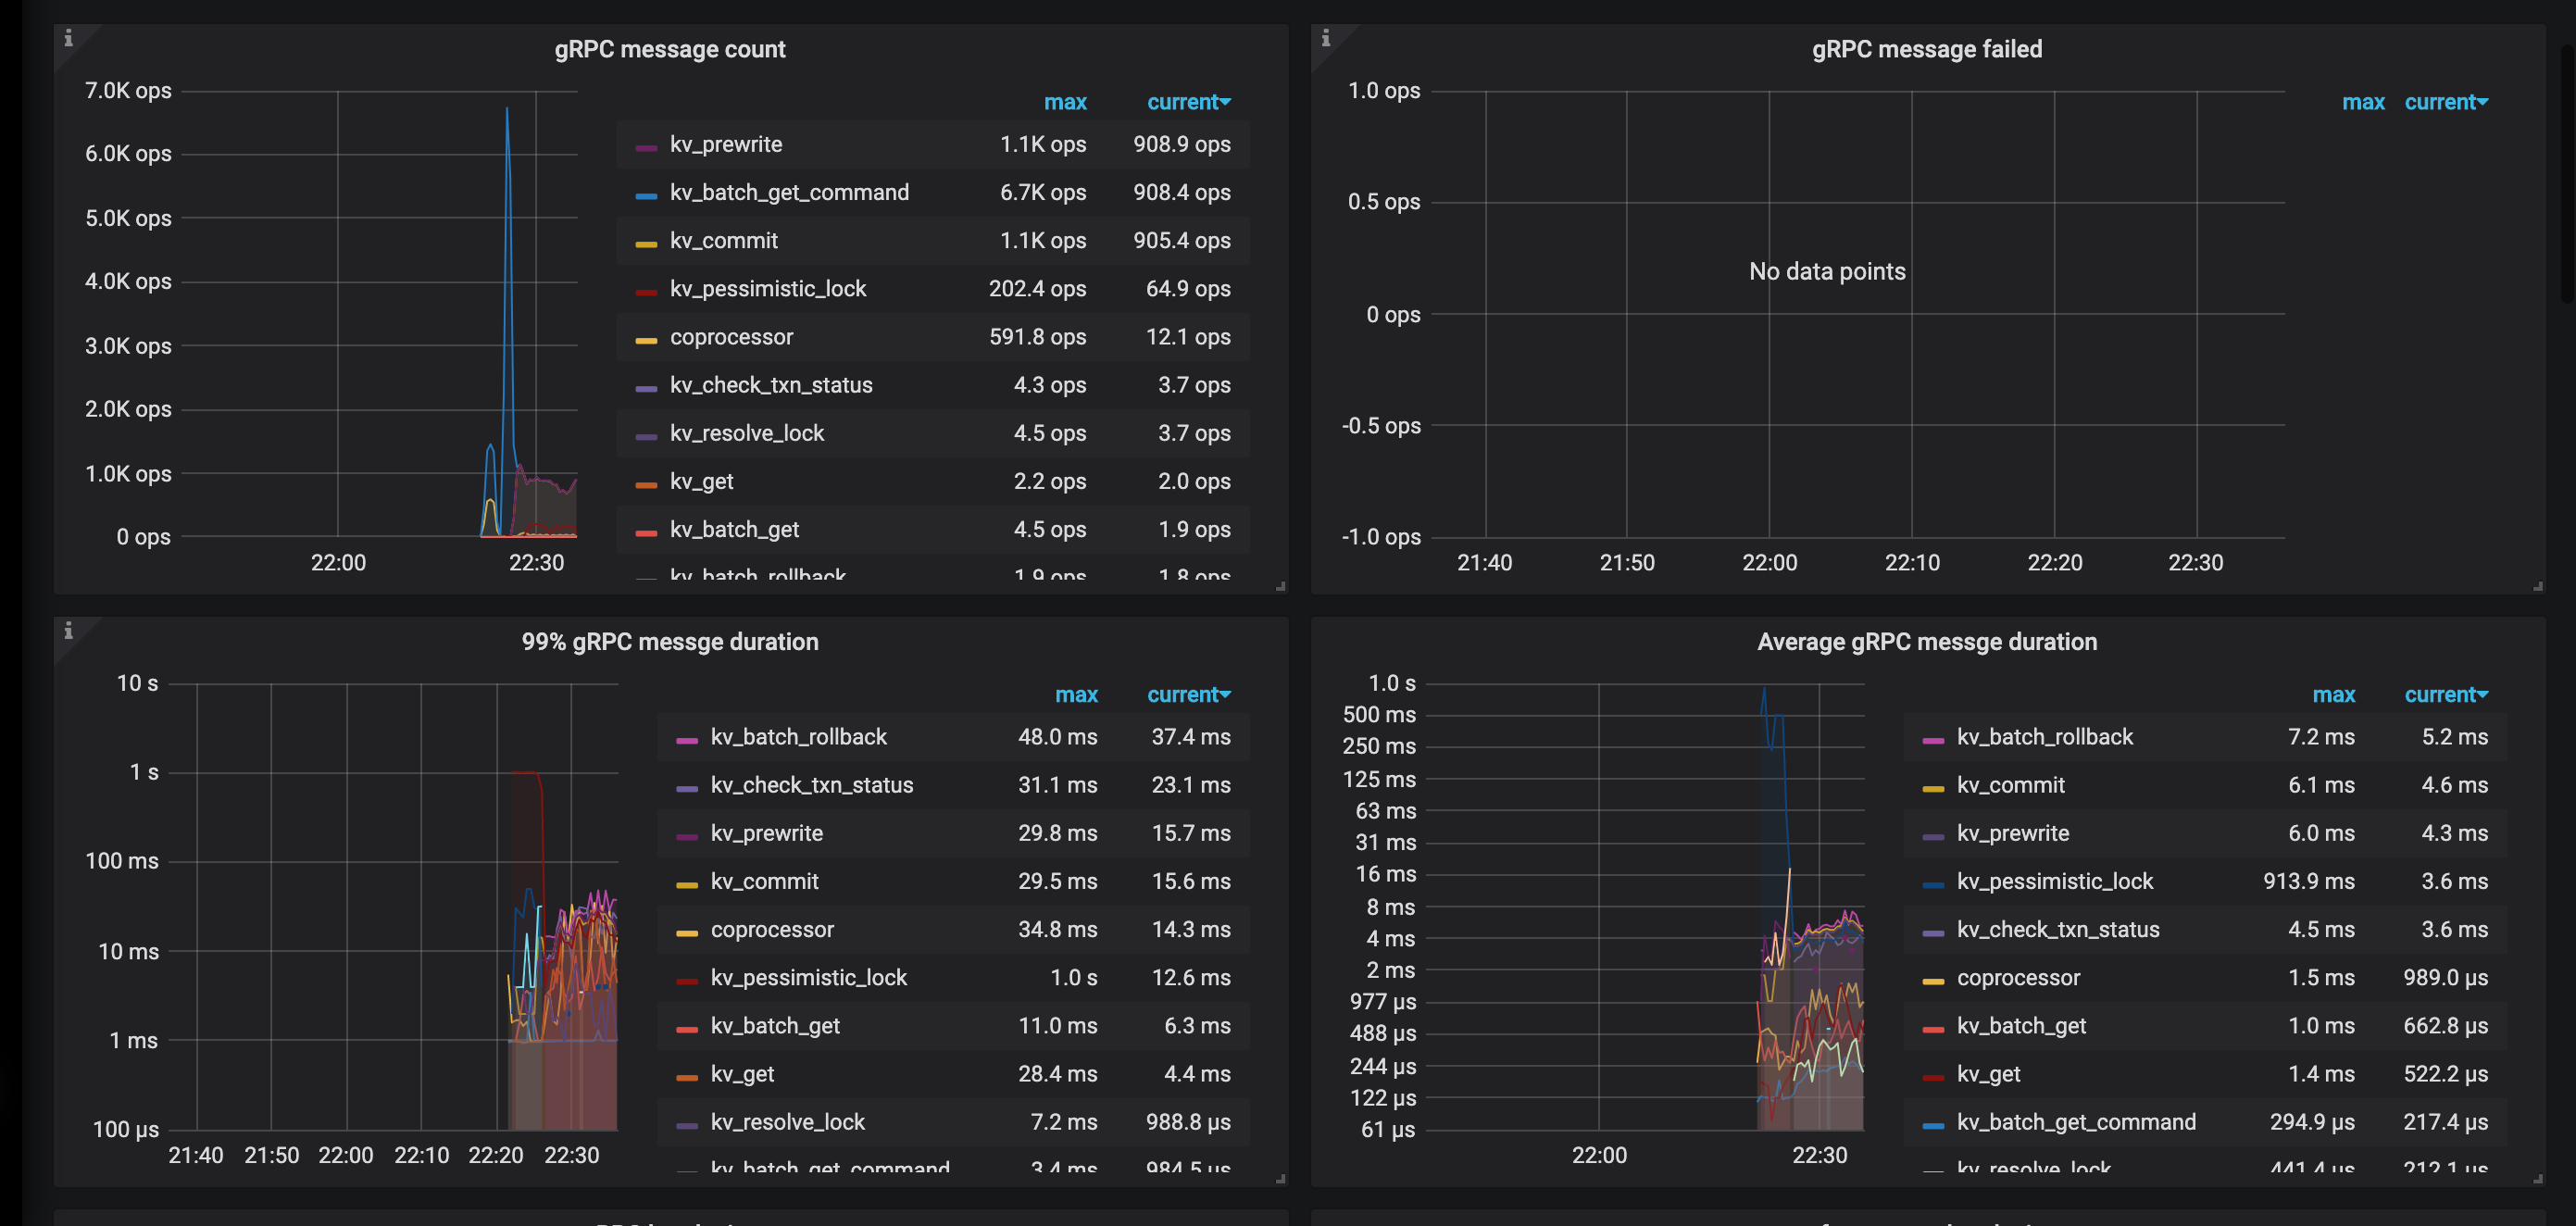 gRPC message count
7.0K ops
6.0K ops
5.0K ops
4.0K ops
3.0K ops
2.0K ops
1.0K ops
0 ops
22:00 22:30
max current
kv_prewrite 1.1K ops 908.9 ops
kv_batch_get_command 6.7K ops 908.4 ops
kv_commit 1.1K ops 905.4 ops
kv_pessimistic_lock 202.4 ops 64.9 ops
coprocessor 591.8 ops 12.1 ops
kv_check_txn_status 4.3 ops 3.7 ops
kv_resolve_lock 4.5 ops 3.7 ops
kv_get 2.2 ops 2.0 ops
kv_batch_get 4.5 ops 1.9 ops
kv_batch_rollback 1.9 ops 1.8 ops
gRPC message failed
1.0 ops
0.5 ops
0 ops
-0.5 ops
-1.0 ops
No data points
21:40 21:50 22:00 22:10 22:20 22:30
max current
99% gRPC messge duration
10 s
1 s
100 ms
10 ms
1 ms
100 µs
21:40 21:50 22:00 22:10 22:20 22:30
max current
kv_batch_rollback 48.0 ms 37.4 ms
kv_check_txn_status 31.1 ms 23.1 ms
kv_prewrite 29.8 ms 15.7 ms
kv_commit 29.5 ms 15.6 ms
coprocessor 34.8 ms 14.3 ms
kv_pessimistic_lock 1.0 s 12.6 ms
kv_batch_get 11.0 ms 6.3 ms
kv_get 28.4 ms 4.4 ms
kv_resolve_lock 7.2 ms 988.8 µs
kv_batch_get_command 3.4 ms 984.5 µs
Average gRPC messge duration
1.0 s
500 ms
250 ms
125 ms
63 ms
31 ms
16 ms
8 ms
4 ms
2 ms
977 µs
488 µs
244 µs
122 µs
61 µs
22:00 22:30
max current
kv_batch_rollback 7.2 ms 5.2 ms
kv_commit 6.1 ms 4.6 ms
kv_prewrite 6.0 ms 4.3 ms
kv_pessimistic_lock 913.9 ms 3.6 ms
kv_check_txn_status 4.5 ms 3.6 ms
coprocessor 1.5 ms 989.0 µs
kv_batch_get 1.0 ms 662.8 µs
kv_get 1.4 ms 522.2 µs
kv_batch_get_command 294.9 µs 217.4 µs
kv_resolve_lock 441.4 µs 212.1 µs